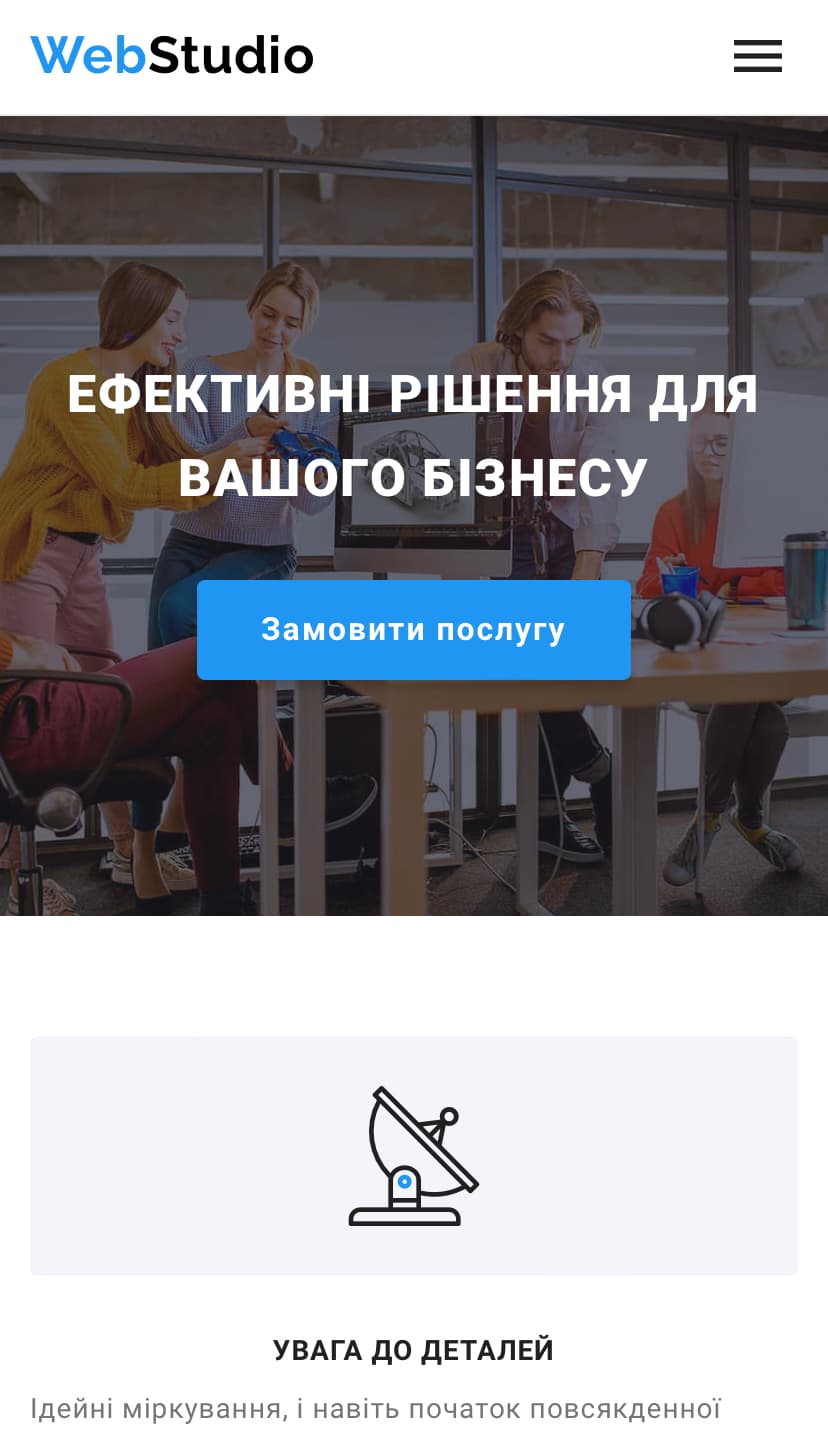 WebStudio
ЕФЕКТИВНІ РІШЕННЯ ДЛЯ
ВАШОГО БІЗНЕСУ
Замовити послугу
УВАГА ДО ДЕТАЛЕЙ
Ідейні міркування, і навіть початок повсякденної